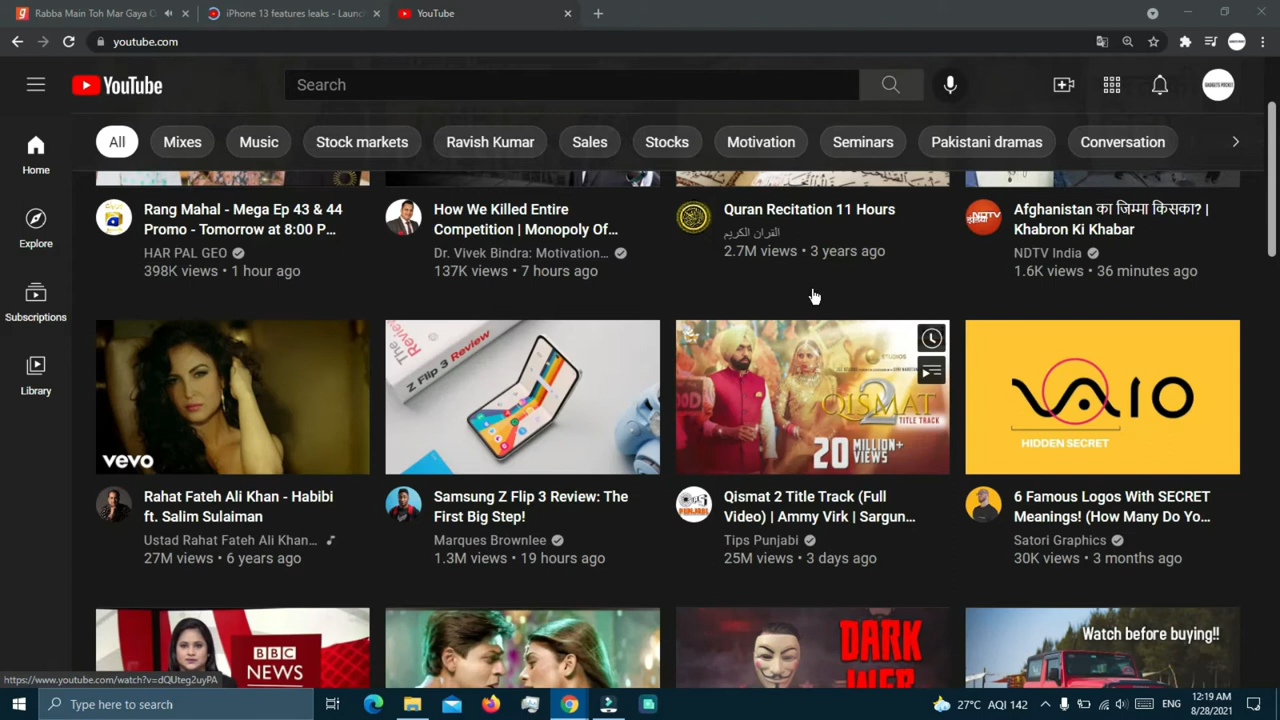 Rabba Main Toh Mar Gaya O
iPhone 13 features leaks - Launc
YouTube
youtube.com
YouTube
Search
GADGETS POCKET
All
Mixes
Music
Stock markets
Ravish Kumar
Sales
Stocks
Motivation
Seminars
Pakistani dramas
Conversation
Home
Explore
Subscriptions
Library
Rang Mahal - Mega Ep 43 & 44
Promo - Tomorrow at 8:00 P...
HAR PAL GEO
398K views • 1 hour ago
How We Killed Entire
Competition | Monopoly Of...
Dr. Vivek Bindra: Motivation...
137K views • 7 hours ago
Quran Recitation 11 Hours
القران الكريم
2.7M views • 3 years ago
NDTV
Afghanistan का जिम्मा किसका? |
Khabron Ki Khabar
NDTV India
1.6K views • 36 minutes ago
vevo
Rahat Fateh Ali Khan - Habibi
ft. Salim Sulaiman
Ustad Rahat Fateh Ali Khan...
27M views • 6 years ago
The Review
Z Flip 3 Review
Samsung Z Flip 3 Review: The
First Big Step!
Marques Brownlee
1.3M views • 19 hours ago
QISMAT
2
TITLE TRACK
20 MILLION+
VIEWS
Qismat 2 Title Track (Full
Video) | Ammy Virk | Sargun...
Tips Punjabi
25M views • 3 days ago
VAIO
HIDDEN SECRET
6 Famous Logos With SECRET
Meanings! (How Many Do Yo...
Satori Graphics
30K views • 3 months ago
BBC
NEWS
DARK
WEB
Watch before buying!!
https://www.youtube.com/watch?v=dQUteg2uyPA
Type here to search
27°C AQI 142
ENG
12:19 AM
8/28/2021